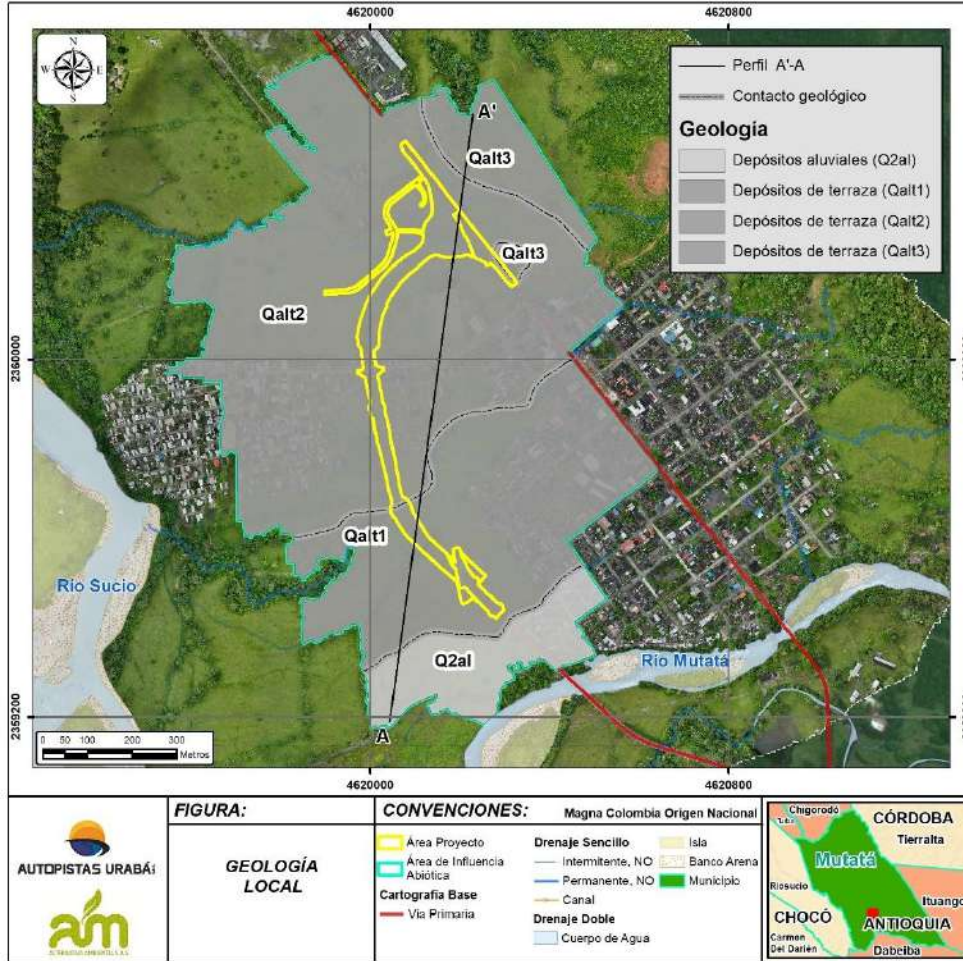 4620000
4620800
N
W
E
S
Perfil A'-A
Contacto geológico
Geología
Depósitos aluviales (Q2al)
Depósitos de terraza (Qalt1)
Depósitos de terraza (Qalt2)
Depósitos de terraza (Qalt3)
A'
Qalt3
Qalt3
Qalt2
2360000
Qalt1
Río Sucio
Q2al
Río Mutatá
2359200
A
0 50 100 200 300
Metros
4620000
4620800
FIGURA:
GEOLOGÍA
LOCAL
CONVENCIONES:
Magna Colombia Origen Nacional
Área Proyecto
Área de Influencia
Abiótica
Cartografía Base
Via Primaria
Drenaje Sencillo
Intermitente, NO
Permanente, NO
Canal
Drenaje Doble
Cuerpo de Agua
Isla
Banco Arena
Municipio
AUTOPISTAS URABÁ
aim
Chigorodó
CÓRDOBA
Tierralta
Mutatá
Riosucio
Ituango
CHOCÓ
ANTIOQUIA
Carmen
Del Darién
Dabeiba